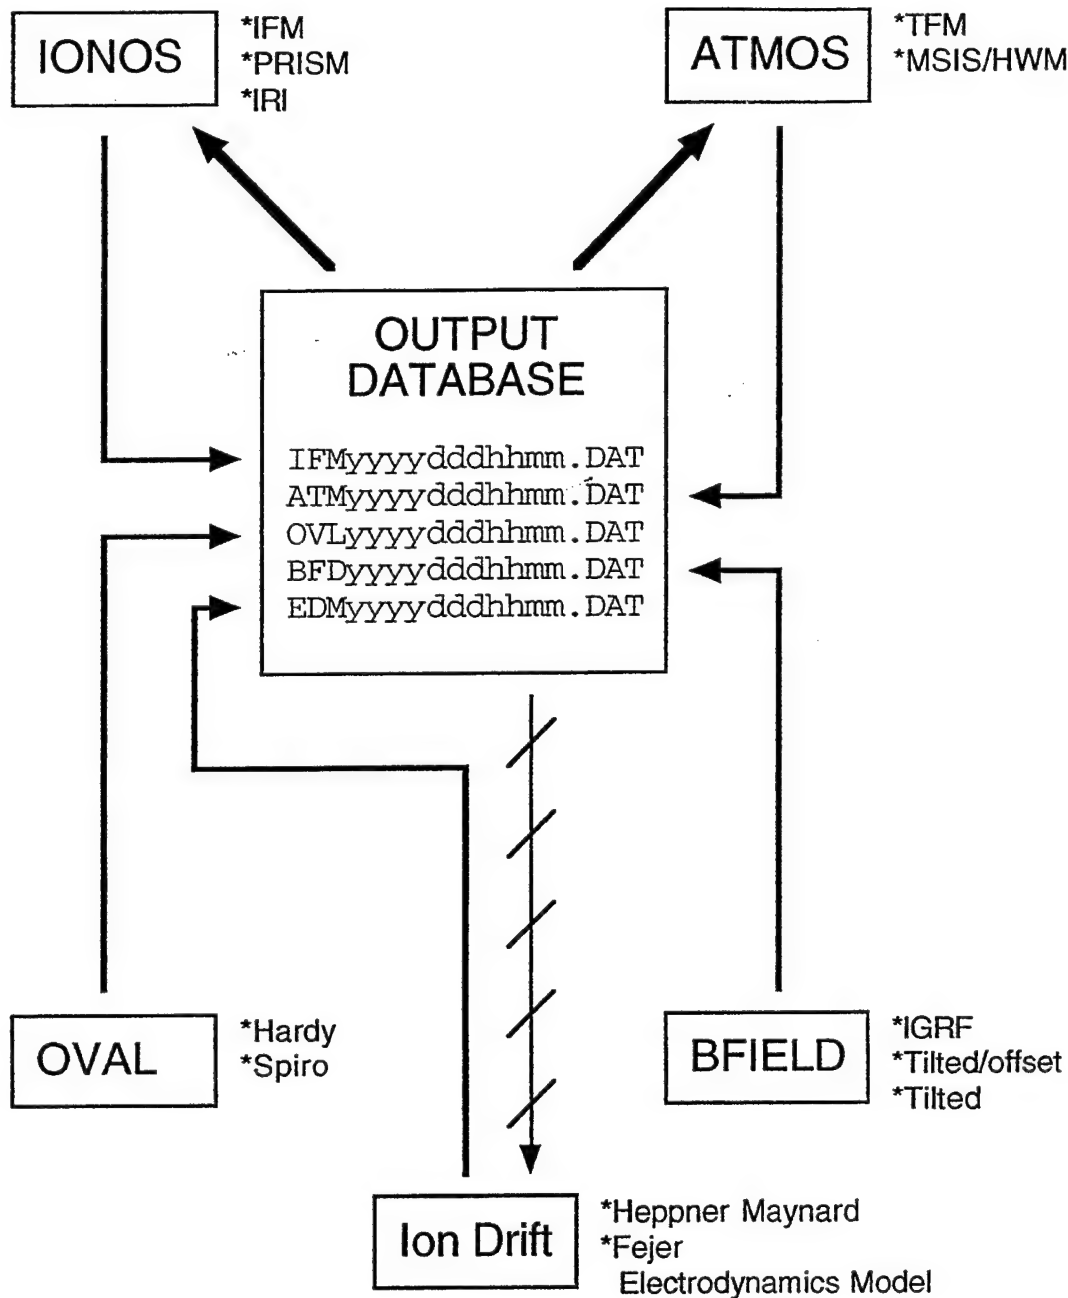 IONOS
*IFM
*PRISM
*IRI
ATMOS
*TFM
*MSIS/HWM
OUTPUT
DATABASE
IFMyyyydddhhmm.DAT
ATMyyyydddhhmm.DAT
OVLyyyydddhhmm.DAT
BFDyyyydddhhmm.DAT
EDMyyyydddhhmm.DAT
OVAL
*Hardy
*Spiro
BFIELD
*IGRF
*Tilted/offset
*Tilted
Ion Drift
*Heppner Maynard
*Fejer
Electrodynamics Model